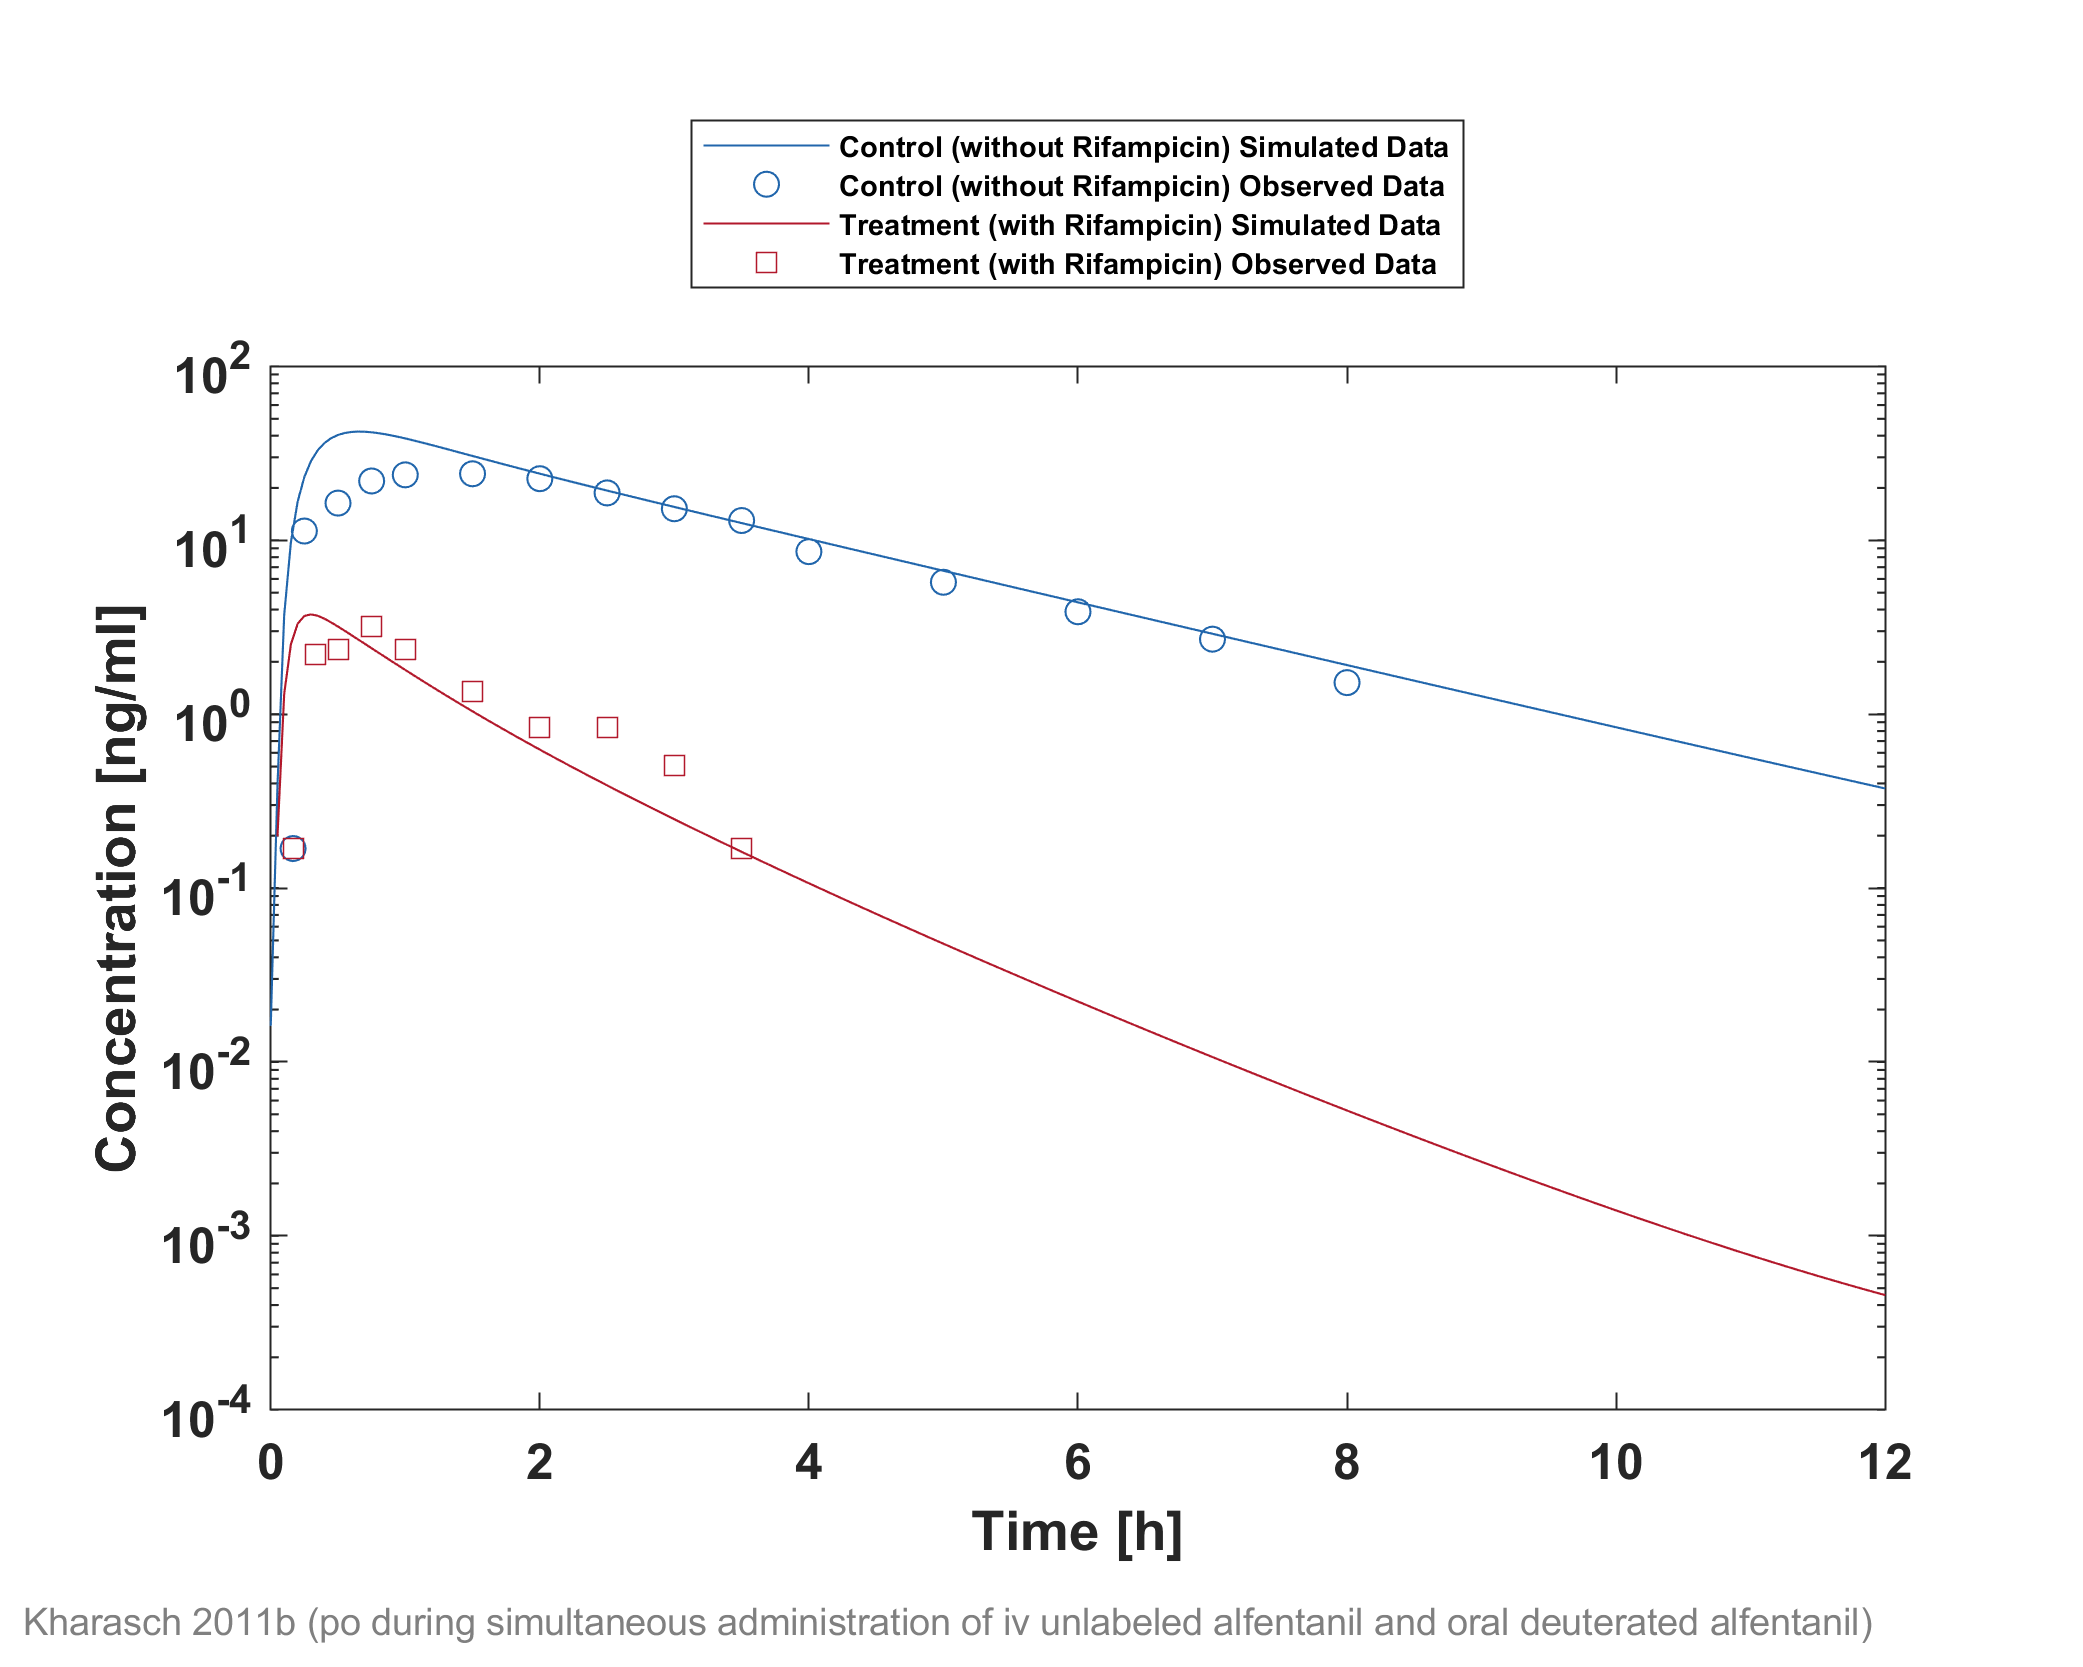 Control (without Rifampicin) Simulated Data
Control (without Rifampicin) Observed Data
Treatment (with Rifampicin) Simulated Data
Treatment (with Rifampicin) Observed Data
10^2
10^1
10^0
10^-1
10^-2
10^-3
10^-4
Concentration [ng/ml]
0 2 4 6 8 10 12
Time [h]
Kharasch 2011b (po during simultaneous administration of iv unlabeled alfentanil and oral deuterated alfentanil)